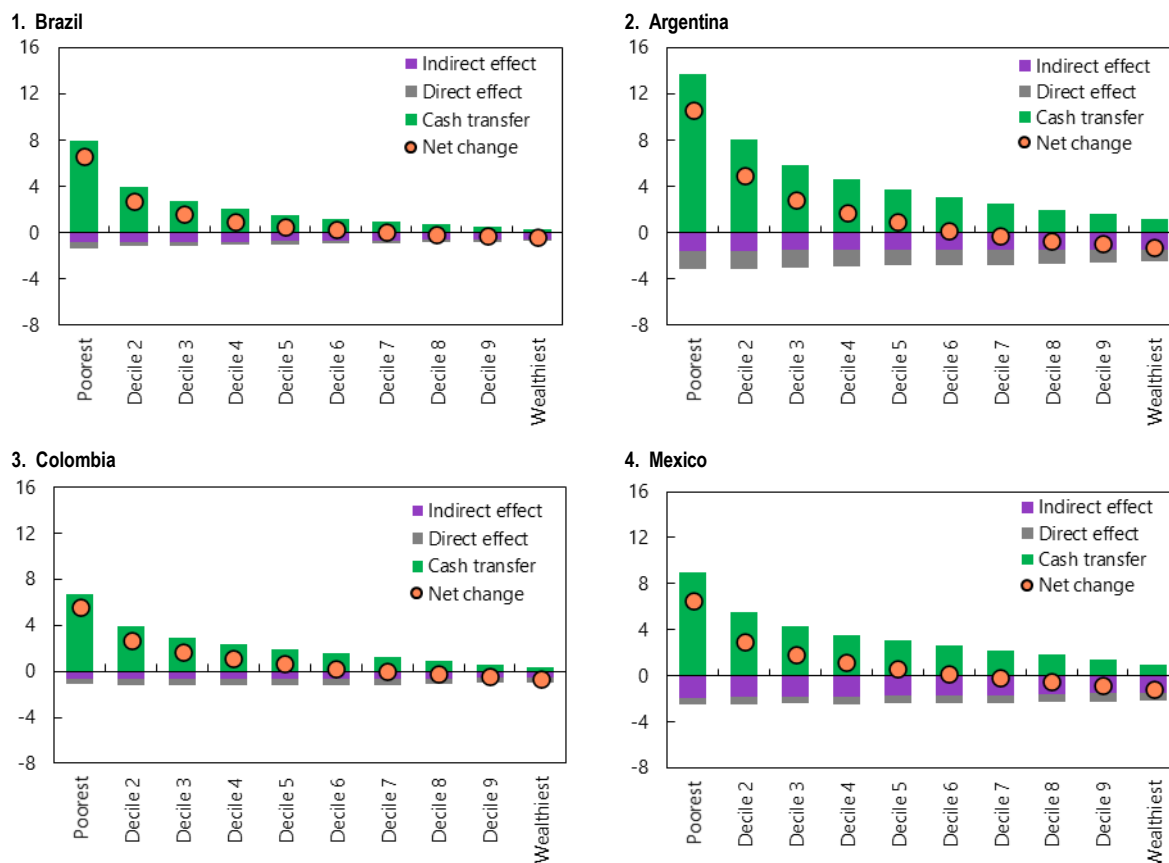 1. Brazil
16
12
8
4
0
-4
-8
Indirect effect
Direct effect
Cash transfer
Net change
Poorest
Decile 2
Decile 3
Decile 4
Decile 5
Decile 6
Decile 7
Decile 8
Decile 9
Wealthiest
2. Argentina
16
12
8
4
0
-4
-8
Indirect effect
Direct effect
Cash transfer
Net change
Poorest
Decile 2
Decile 3
Decile 4
Decile 5
Decile 6
Decile 7
Decile 8
Decile 9
Wealthiest
3. Colombia
16
12
8
4
0
-4
-8
Indirect effect
Direct effect
Cash transfer
Net change
Poorest
Decile 2
Decile 3
Decile 4
Decile 5
Decile 6
Decile 7
Decile 8
Decile 9
Wealthiest
4. Mexico
16
12
8
4
0
-4
-8
Indirect effect
Direct effect
Cash transfer
Net change
Poorest
Decile 2
Decile 3
Decile 4
Decile 5
Decile 6
Decile 7
Decile 8
Decile 9
Wealthiest